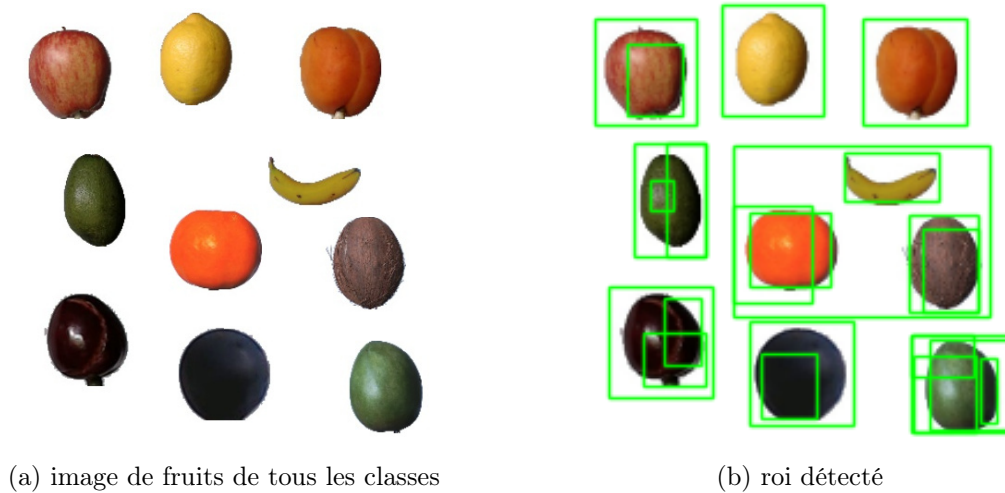 (a) image de fruits de tous les classes
(b) roi détecté